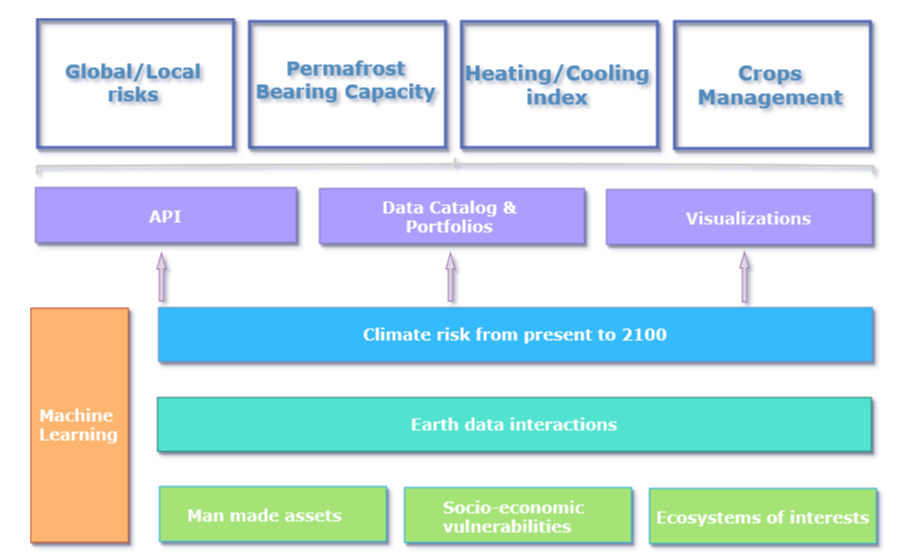 Global/Local
risks
Permafrost
Bearing Capacity
Heating/Cooling
index
Crops
Management
API
Data Catalog &
Portfolios
Visualizations
Climate risk from present to 2100
Machine
Learning
Earth data interactions
Man made assets
Socio-economic
vulnerabilities
Ecosystems of interests